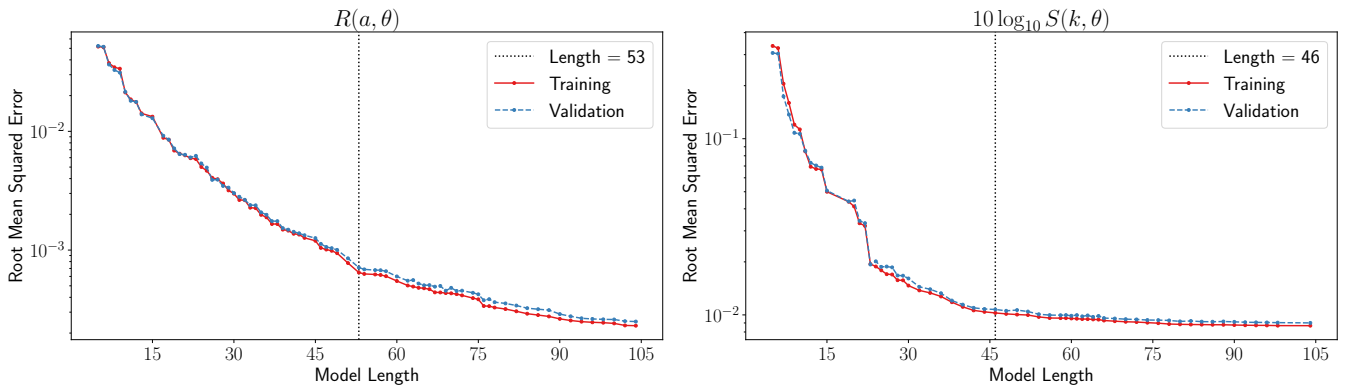 R(a, θ)
Root Mean Squared Error
10⁻²
10⁻³
Length = 53
Training
Validation
15 30 45 60 75 90 105
Model Length
10 log₁₀ S(k, θ)
Root Mean Squared Error
10⁻¹
10⁻²
Length = 46
Training
Validation
15 30 45 60 75 90 105
Model Length